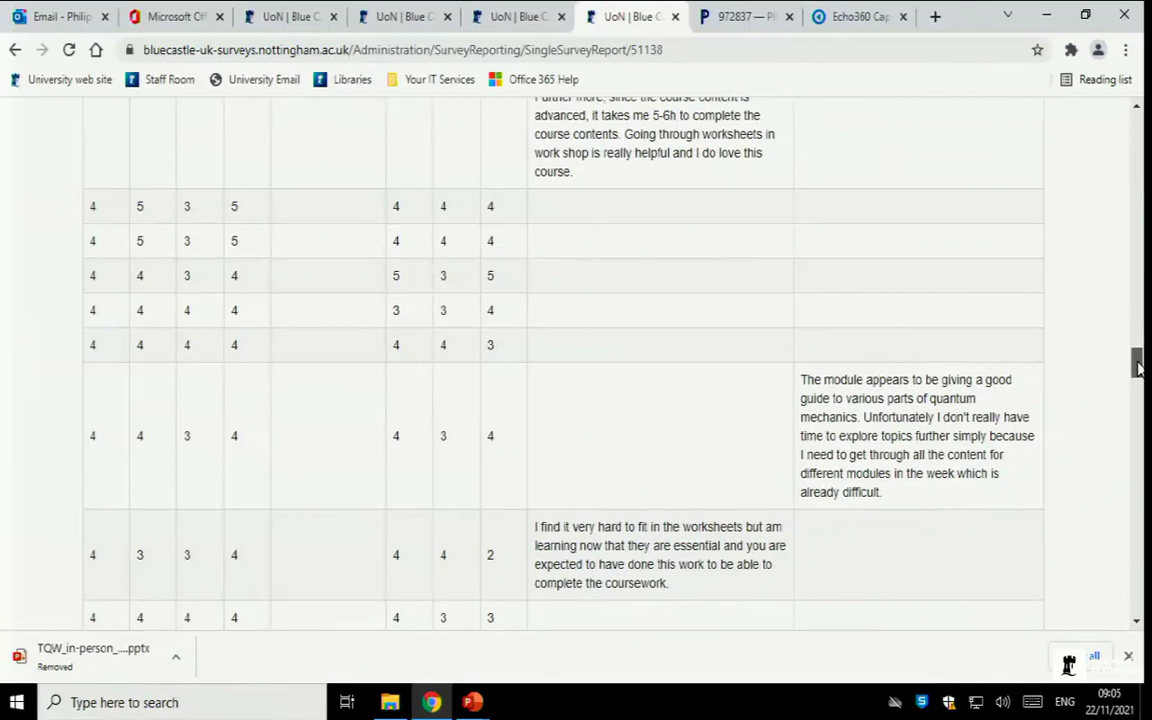 Email - Philip
Microsoft Of
UoN | Blue C
UoN | Blue C
UoN | Blue C
UoN | Blue C
972837 — P
Echo360 Cap
bluecastle-uk-surveys.nottingham.ac.uk/Administration/SurveyReporting/SingleSurveyReport/51138
University web site
Staff Room
University Email
Libraries
Your IT Services
Office 365 Help
Reading list
Further more, since the course content is
advanced, it takes me 5-6h to complete the
course contents. Going through worksheets in
work shop is really helpful and I do love this
course.
4 5 3 5 4 4 4
4 5 3 5 4 4 4
4 4 3 4 5 3 5
4 4 4 4 3 3 4
4 4 4 4 4 4 3
4 4 3 4 4 3 4
The module appears to be giving a good
guide to various parts of quantum
mechanics. Unfortunately I don't really have
time to explore topics further simply because
I need to get through all the content for
different modules in the week which is
already difficult.
4 3 3 4 4 4 2
I find it very hard to fit in the worksheets but am
learning now that they are essential and you are
expected to have done this work to be able to
complete the coursework.
4 4 4 4 4 3 3
TQW_in-person_....pptx
Removed
all
Type here to search
ENG
09:05
22/11/2021